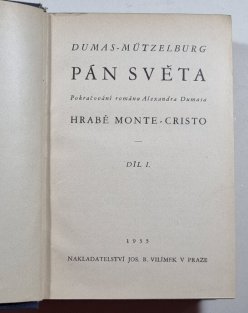 DUMAS-MÜTZELBURG
PÁN SVĚTA
Pokračování románu Alexandra Dumasa
HRABĚ MONTE-CRISTO
DÍL I.
1935
NAKLADATELSTVÍ JOS. R. VILÍMEK V PRAZE